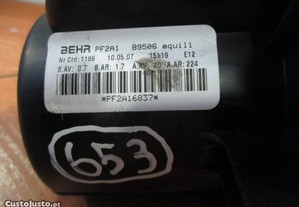 BEHR PF2A1 B9506 equil1
Nr Ctrl:1186 10.05.07 15h19 E12
B.AV: 0.7 B.AR: 1.7 A.AV: 40 A.AR: 224
*PF2A16837*
653
CustoJusto.pt